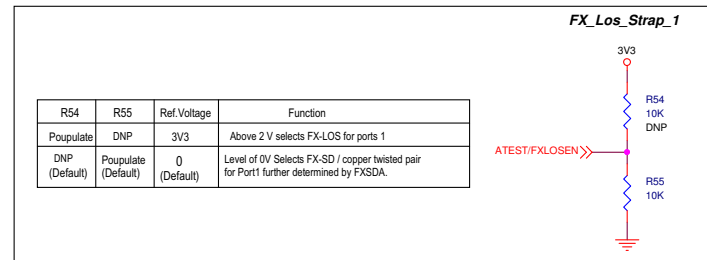 FX_Los_Strap_1
3V3
R54
10K
DNP
ATEST/FXLOSEN
R55
10K
R54 R55 Ref.Voltage Function
Poupulate DNP 3V3 Above 2 V selects FX-LOS for ports 1
DNP (Default) Poupulate (Default) 0 (Default) Level of 0V Selects FX-SD / copper twisted pair
for Port1 further determined by FXSDA.